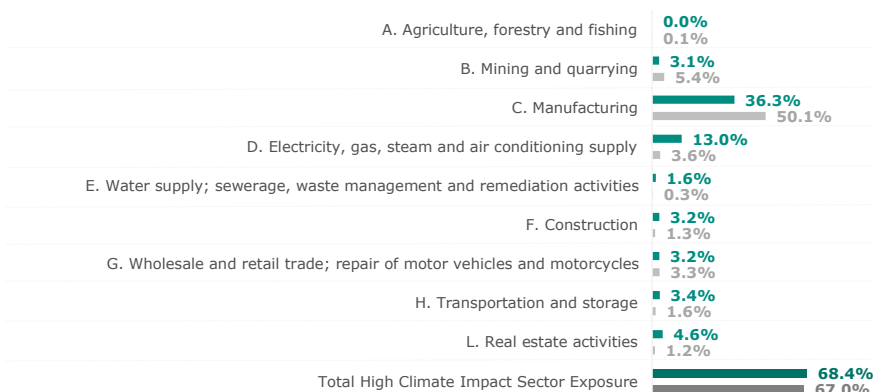 A. Agriculture, forestry and fishing 0.0%
0.1%
B. Mining and quarrying 3.1%
5.4%
C. Manufacturing 36.3%
50.1%
D. Electricity, gas, steam and air conditioning supply 13.0%
3.6%
E. Water supply; sewerage, waste management and remediation activities 1.6%
0.3%
F. Construction 3.2%
1.3%
G. Wholesale and retail trade; repair of motor vehicles and motorcycles 3.2%
3.3%
H. Transportation and storage 3.4%
1.6%
L. Real estate activities 4.6%
1.2%
Total High Climate Impact Sector Exposure 68.4%
67.0%